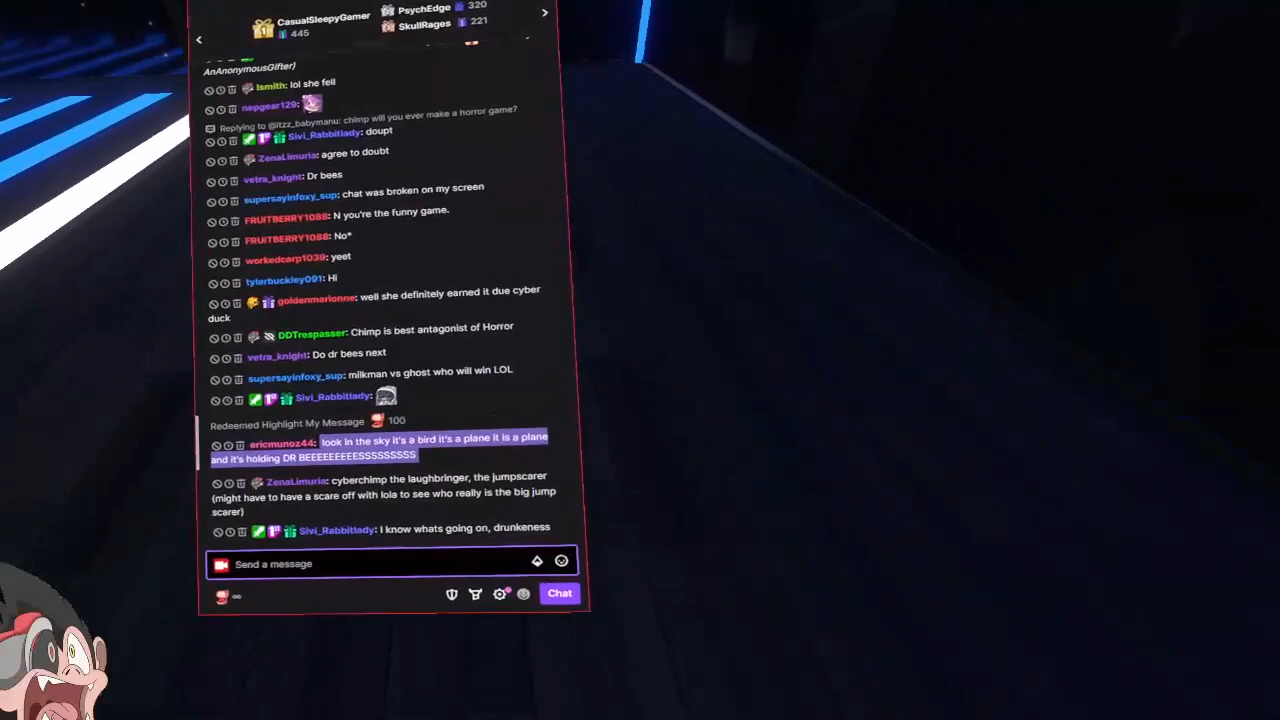 CasualSleepyGamer
445
PsychEdge 320
SkullRages 221
AnAnonymousGifter)
lsmith: lol she fell
nepgear129:
Replying to @itzz_babymanu: chimp will you ever make a horror game?
Sivi_Rabbitlady: doupt
ZenaLimuria: agree to doubt
vetra_knight: Dr bees
supersayinfoxy_sup: chat was broken on my screen
FRUITBERRY1088: N you're the funny game.
FRUITBERRY1088: No*
workedcarp1039: yeet
tylerbuckley091: Hi
goldenmarionne: well she definitely earned it due cyber
duck
DDTrespasser: Chimp is best antagonist of Horror
vetra_knight: Do dr bees next
supersayinfoxy_sup: milkman vs ghost who will win LOL
Sivi_Rabbitlady:
Redeemed Highlight My Message 100
ericmunoz44: look in the sky it's a bird it's a plane it is a plane
and it's holding DR BEEEEEEEEESSSSSSSSS
ZenaLimuria: cyberchimp the laughbringer, the jumpscarer
(might have to have a scare off with lola to see who really is the big jump
scarer)
Sivi_Rabbitlady: I know whats going on, drunkeness
Send a message
∞
Chat